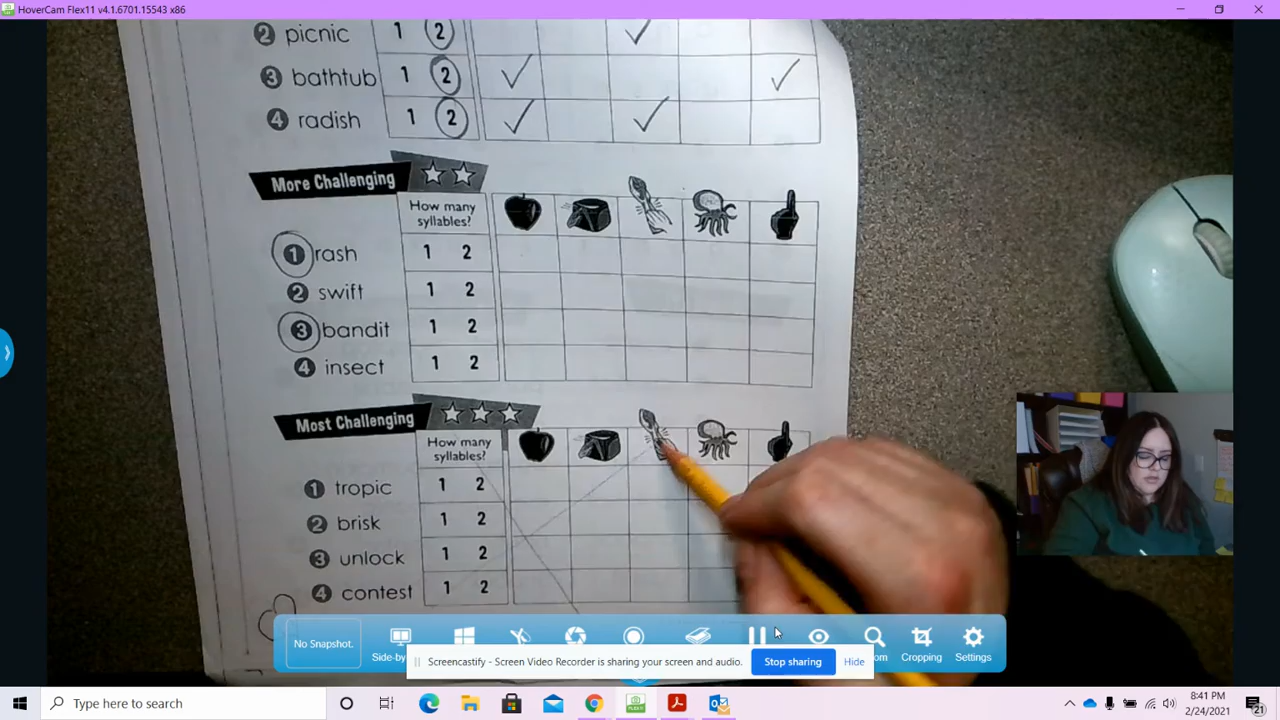 HoverCam Flex11 v4.1.6701.15543 x86
2 picnic 1 2
3 bathtub 1 2
4 radish 1 2
More Challenging
How many syllables?
1 rash 1 2
2 swift 1 2
3 bandit 1 2
4 insect 1 2
Most Challenging
How many syllables?
1 tropic 1 2
2 brisk 1 2
3 unlock 1 2
4 contest 1 2
No Snapshot.
Side-by
Cropping
Settings
Screencastify - Screen Video Recorder is sharing your screen and audio.
Stop sharing
Hide
Type here to search
8:41 PM
2/24/2021
21